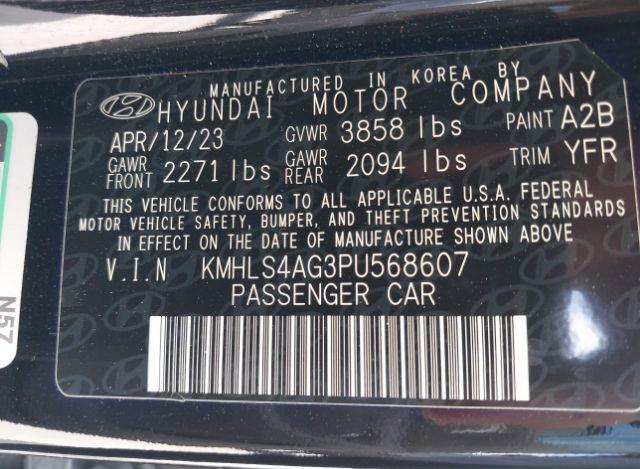 MANUFACTURED IN KOREA BY
HYUNDAI MOTOR COMPANY
APR/12/23 GVWR 3858 lbs PAINT A2B
GAWR FRONT 2271 lbs GAWR REAR 2094 lbs TRIM YFR
THIS VEHICLE CONFORMS TO ALL APPLICABLE U.S.A. FEDERAL
MOTOR VEHICLE SAFETY, BUMPER, AND THEFT PREVENTION STANDARDS
IN EFFECT ON THE DATE OF MANUFACTURE SHOWN ABOVE
V.I.N KMHLS4AG3PU568607
PASSENGER CAR
N57